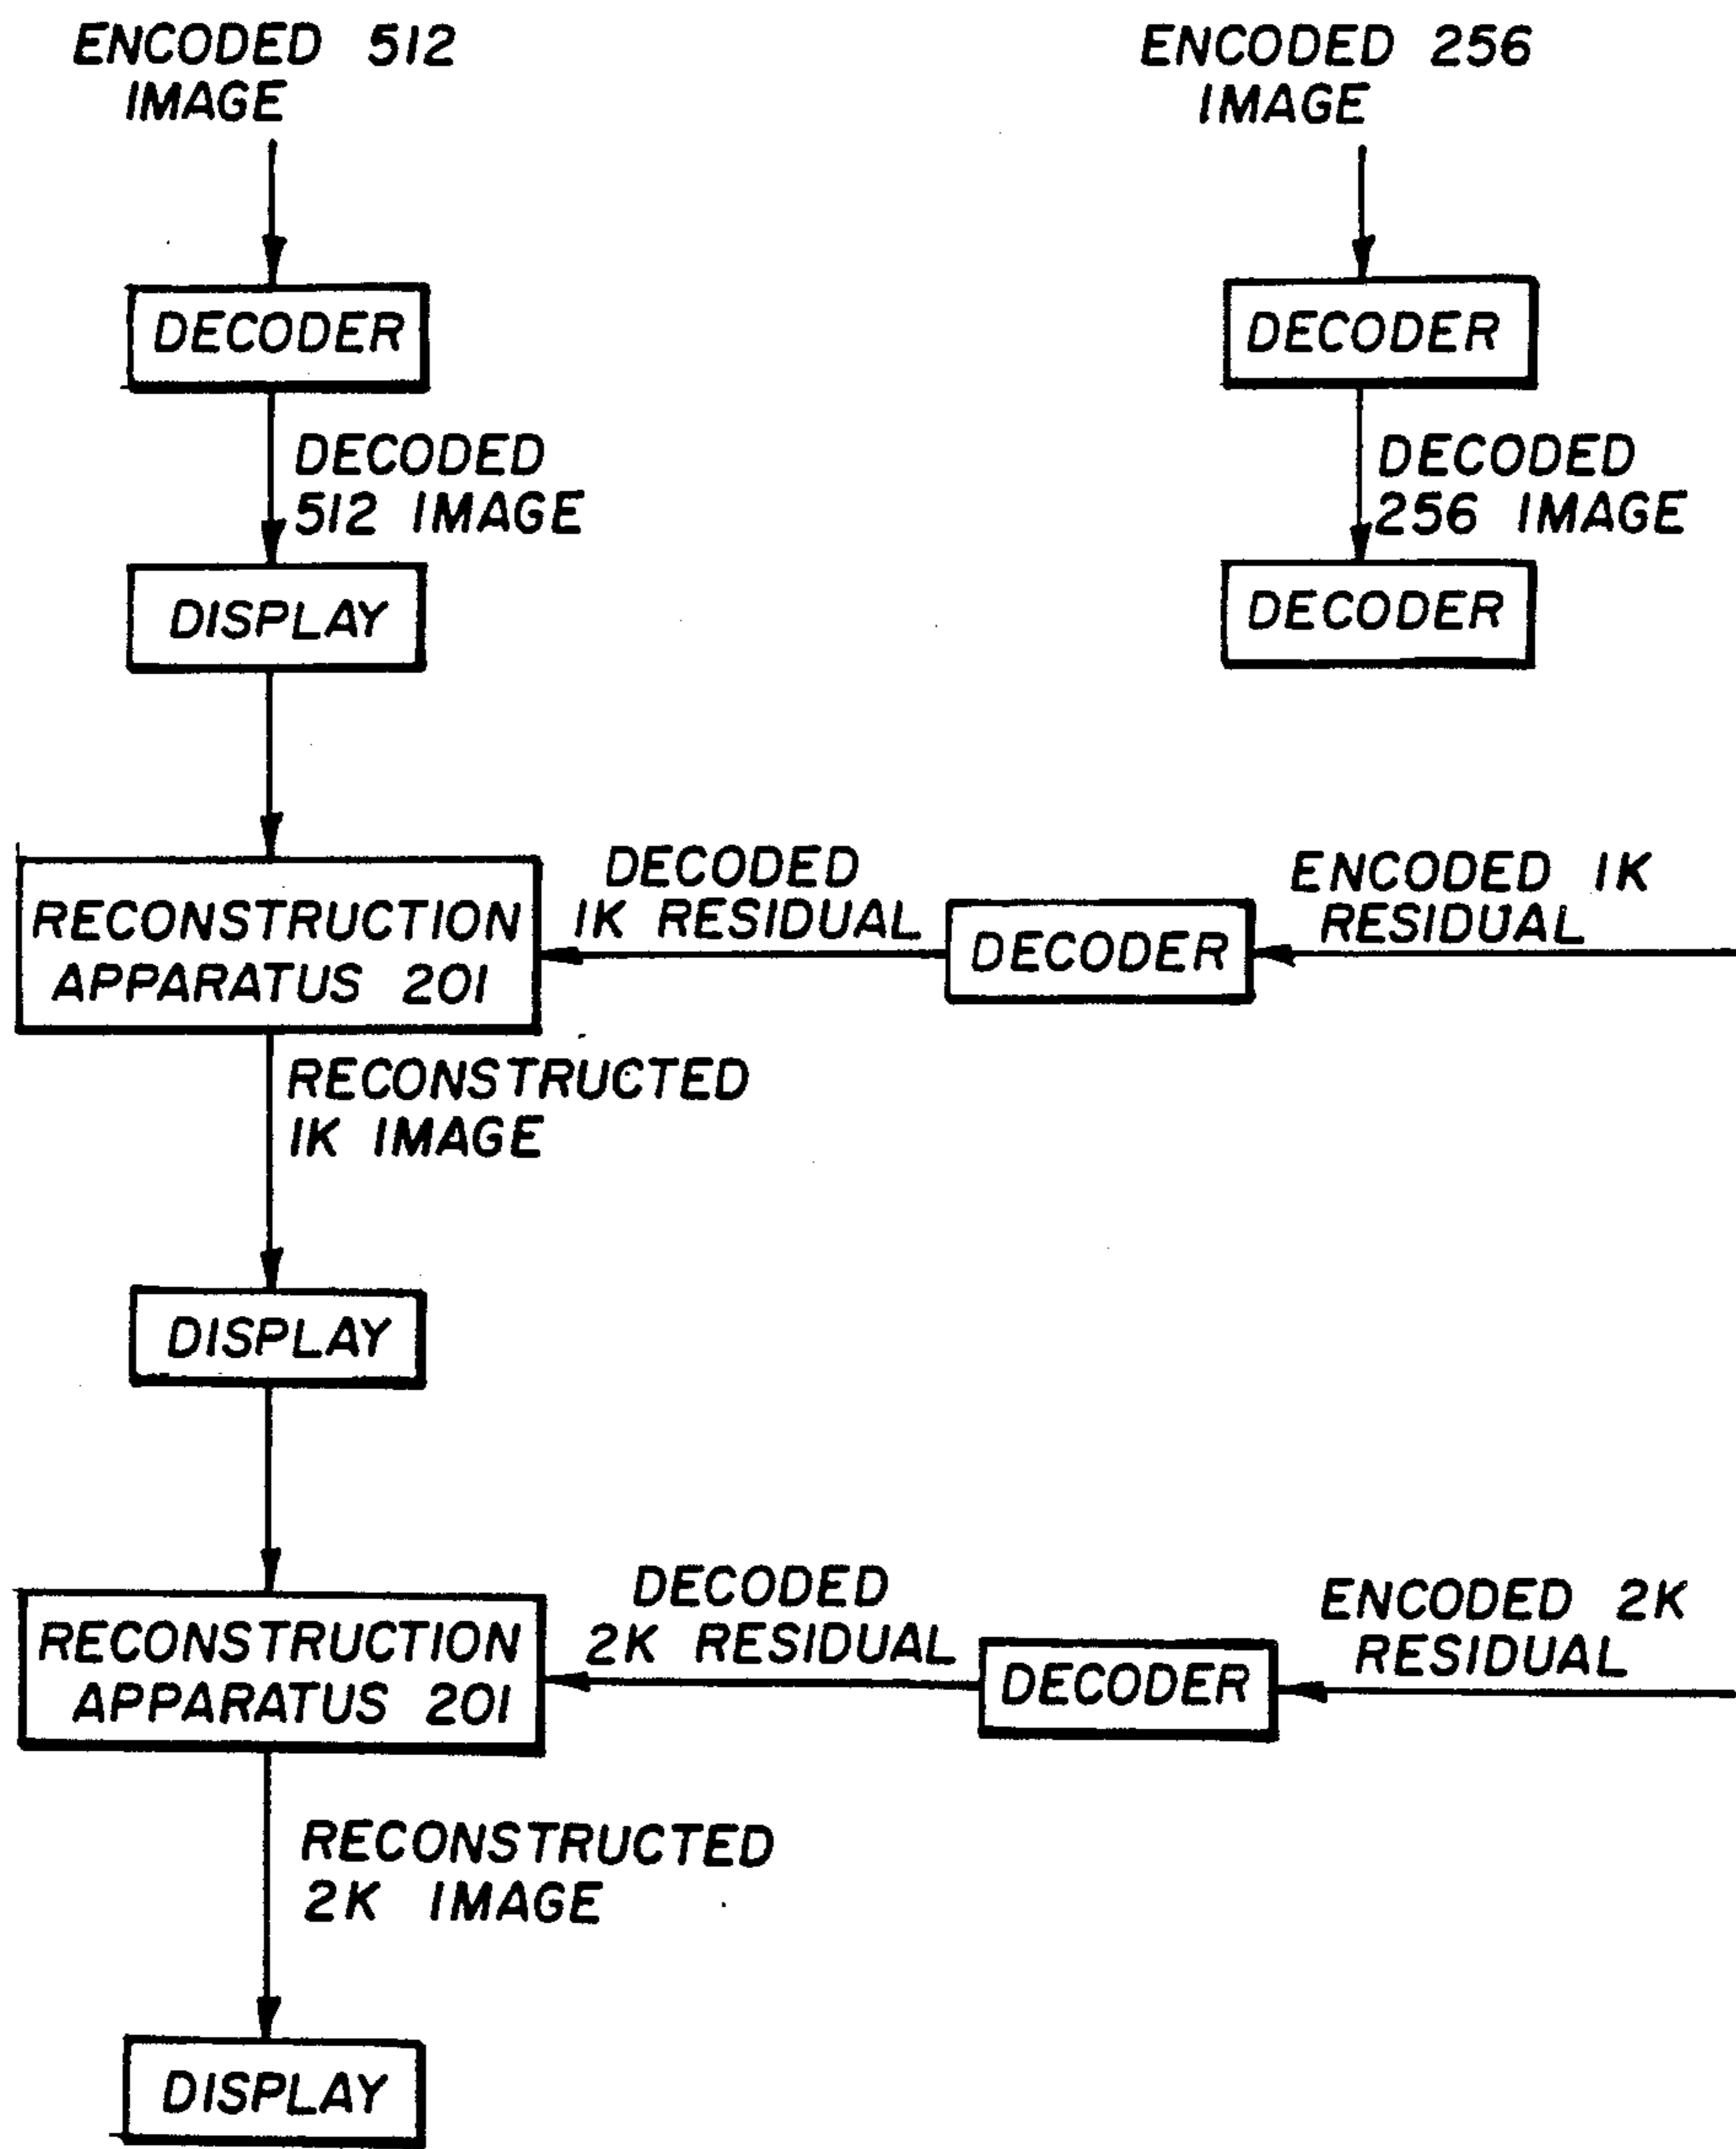 ENCODED 512
IMAGE
ENCODED 256
IMAGE
DECODER
DECODER
DECODED
512 IMAGE
DECODED
256 IMAGE
DISPLAY
DECODER
RECONSTRUCTION
APPARATUS 201
DECODED
1K RESIDUAL
DECODER
ENCODED 1K
RESIDUAL
RECONSTRUCTED
1K IMAGE
DISPLAY
RECONSTRUCTION
APPARATUS 201
DECODED
2K RESIDUAL
DECODER
ENCODED 2K
RESIDUAL
RECONSTRUCTED
2K IMAGE
DISPLAY